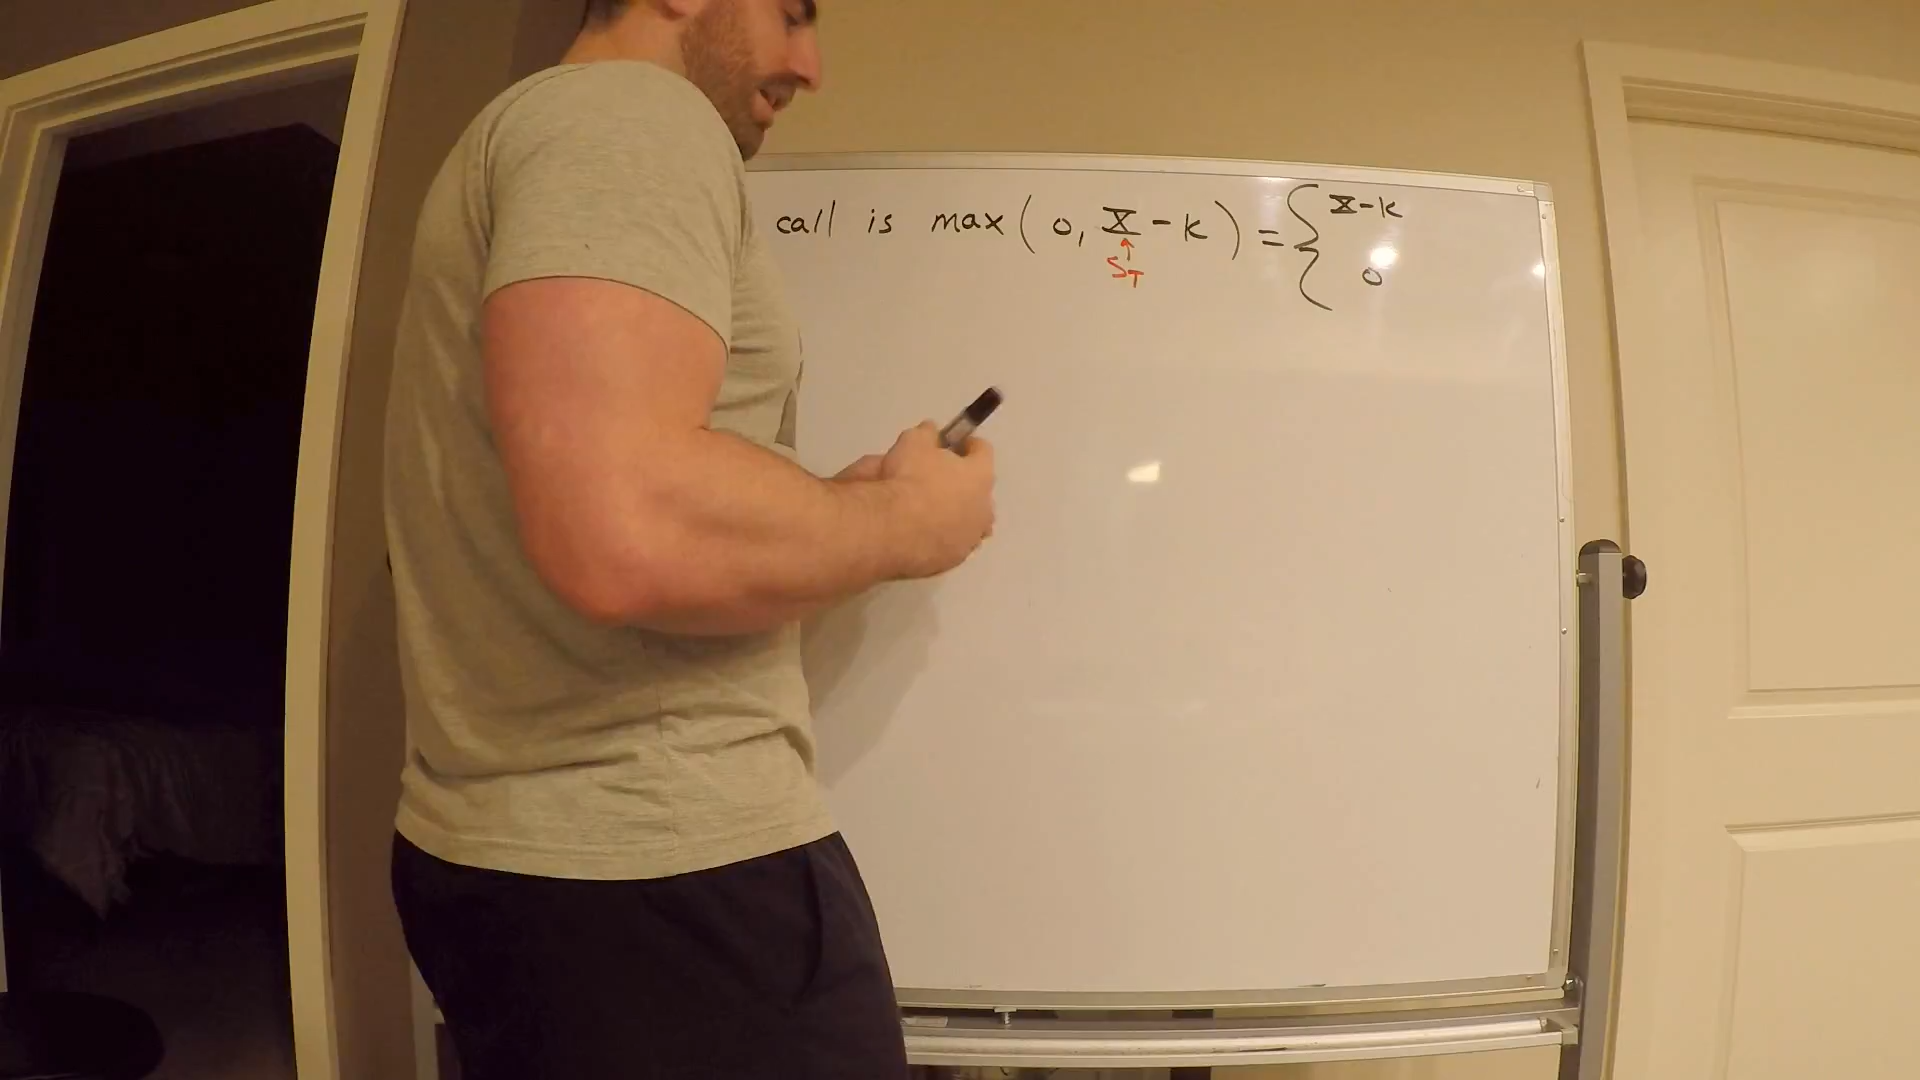 call is max( 0, X - K ) = { X-K
0
↑
S_T